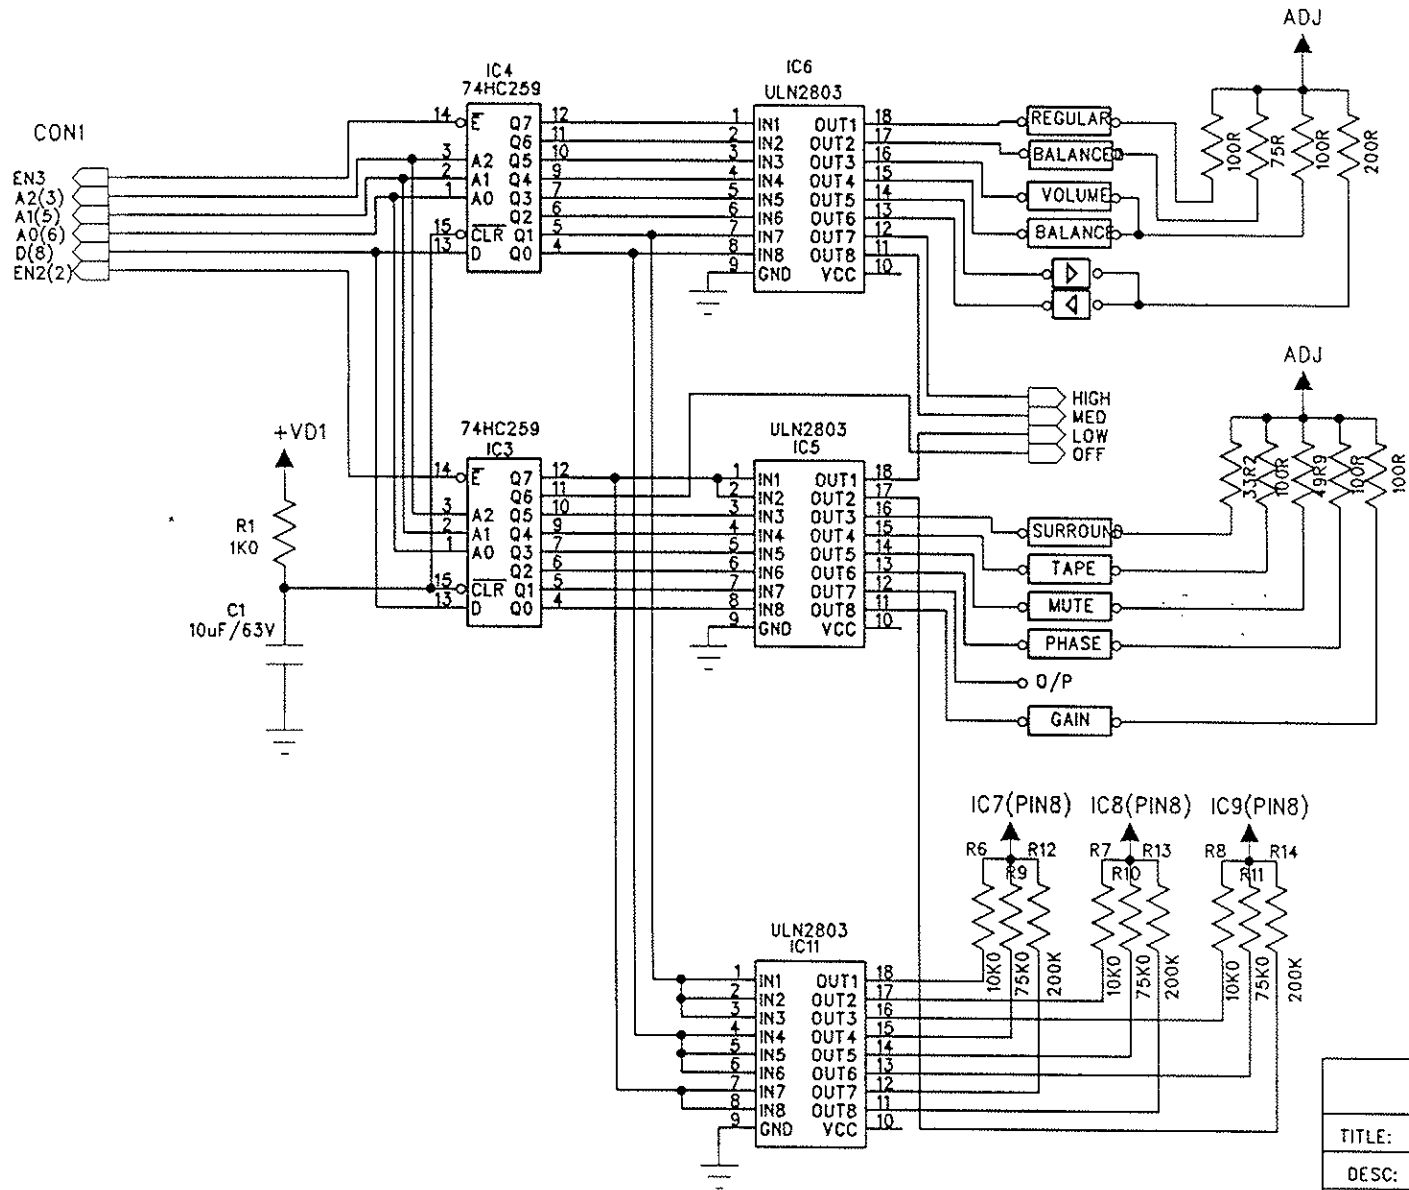 ADJ
IC4
74HC259
IC6
ULN2803
CON1
EN3
A2(3)
A1(5)
A0(6)
D(8)
EN2(2)
14 E Q7 12
Q6 11
3 A2 Q5 10
2 A1 Q4 9
1 A0 Q3 7
Q2 6
15 CLR Q1 5
13 D Q0 4
1 IN1 OUT1 18
2 IN2 OUT2 17
3 IN3 OUT3 16
4 IN4 OUT4 15
5 IN5 OUT5 14
6 IN6 OUT6 13
7 IN7 OUT7 12
8 IN8 OUT8 11
9 GND VCC 10
REGULAR
BALANCED
VOLUME
BALANCE
100R 75R 100R 200R
ADJ
HIGH
MED
LOW
OFF
+VD1
R1
1K0
C1
10uF/63V
74HC259
IC3
14 E Q7 12
Q6 11
3 A2 Q5 10
2 A1 Q4 9
1 A0 Q3 7
Q2 6
15 CLR Q1 5
13 D Q0 4
ULN2803
IC5
1 IN1 OUT1 18
2 IN2 OUT2 17
3 IN3 OUT3 16
4 IN4 OUT4 15
5 IN5 OUT5 14
6 IN6 OUT6 13
7 IN7 OUT7 12
8 IN8 OUT8 11
9 GND VCC 10
33R2 100R 49R9 100R 100R
SURROUND
TAPE
MUTE
PHASE
O/P
GAIN
IC7(PIN8) IC8(PIN8) IC9(PIN8)
R6 R12 R7 R13 R8 R14
R9 R10 R11
10K0 75K0 200K 10K0 75K0 200K 10K0 75K0 200K
ULN2803
IC11
1 IN1 OUT1 18
2 IN2 OUT2 17
3 IN3 OUT3 16
4 IN4 OUT4 15
5 IN5 OUT5 14
6 IN6 OUT6 13
7 IN7 OUT7 12
8 IN8 OUT8 11
9 GND VCC 10
TITLE:
DESC: